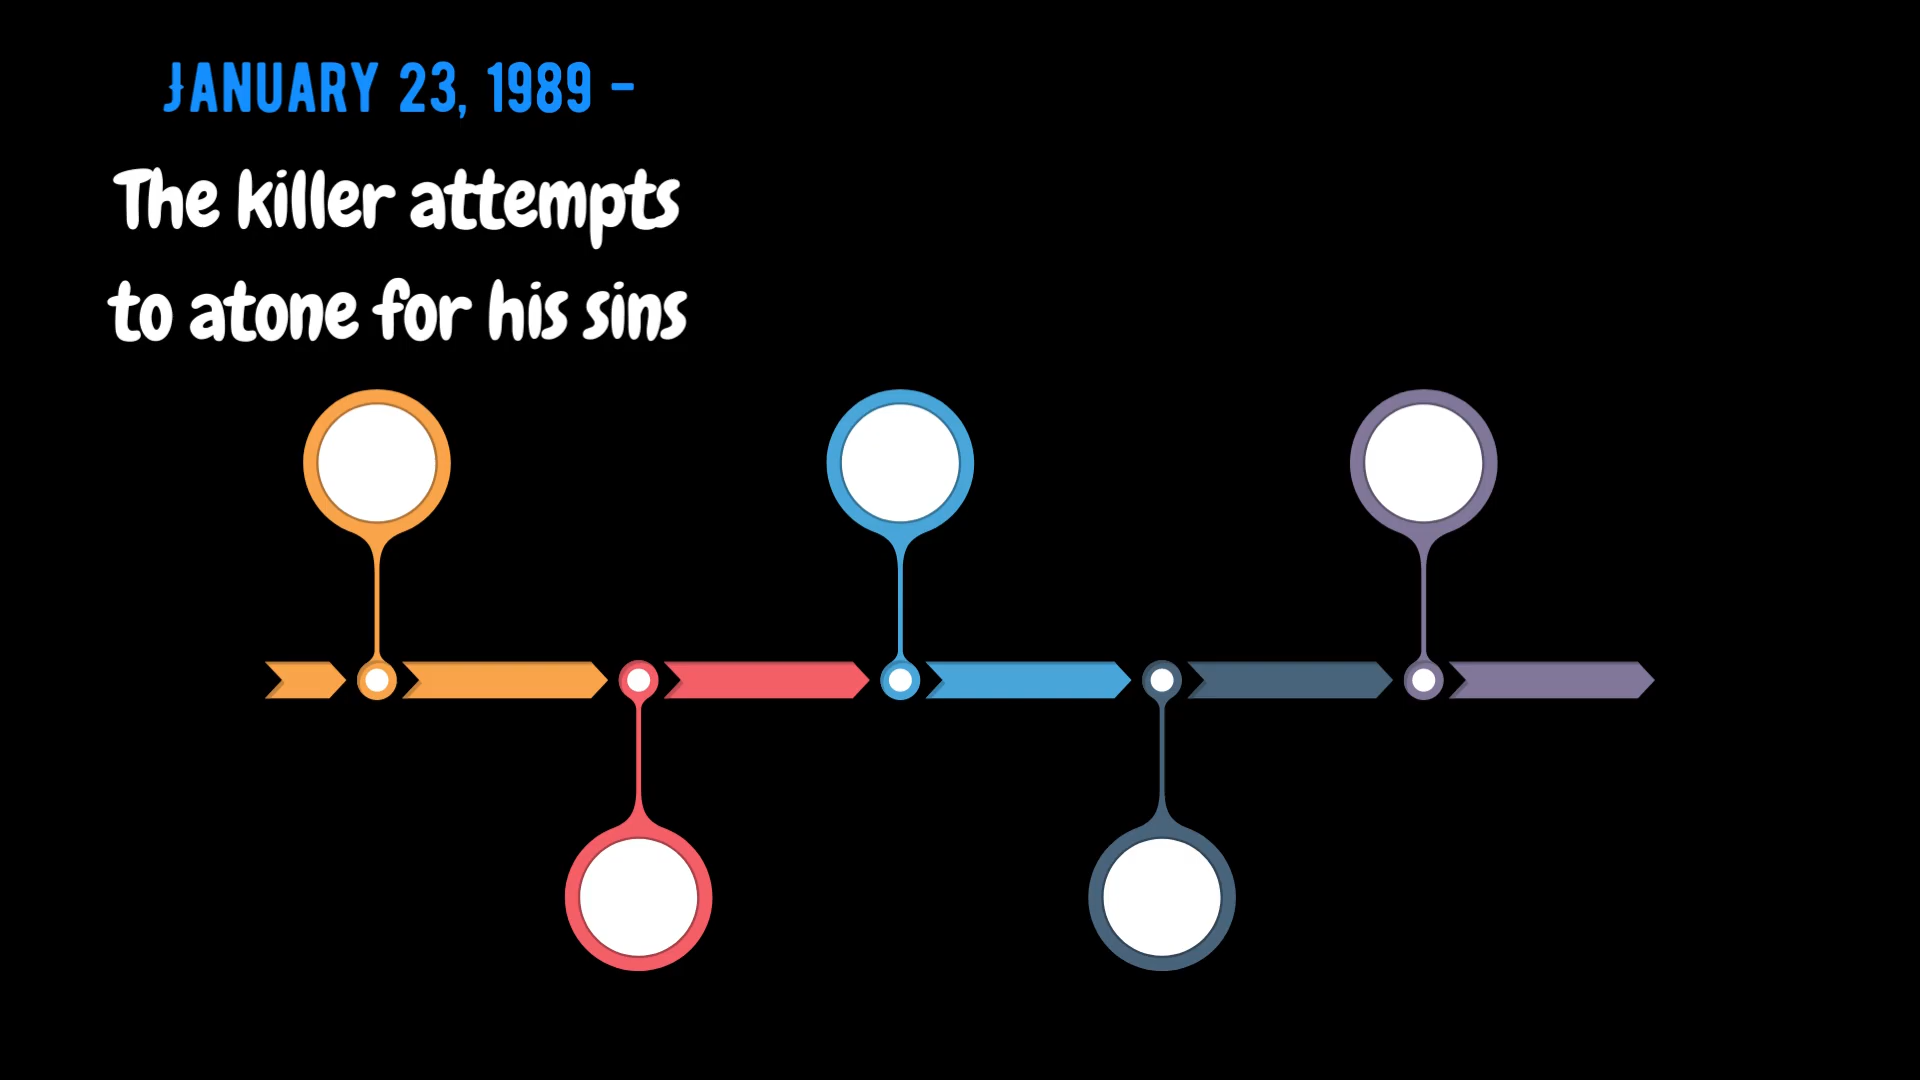 JANUARY 23, 1989 –
The killer attempts
to atone for his sins